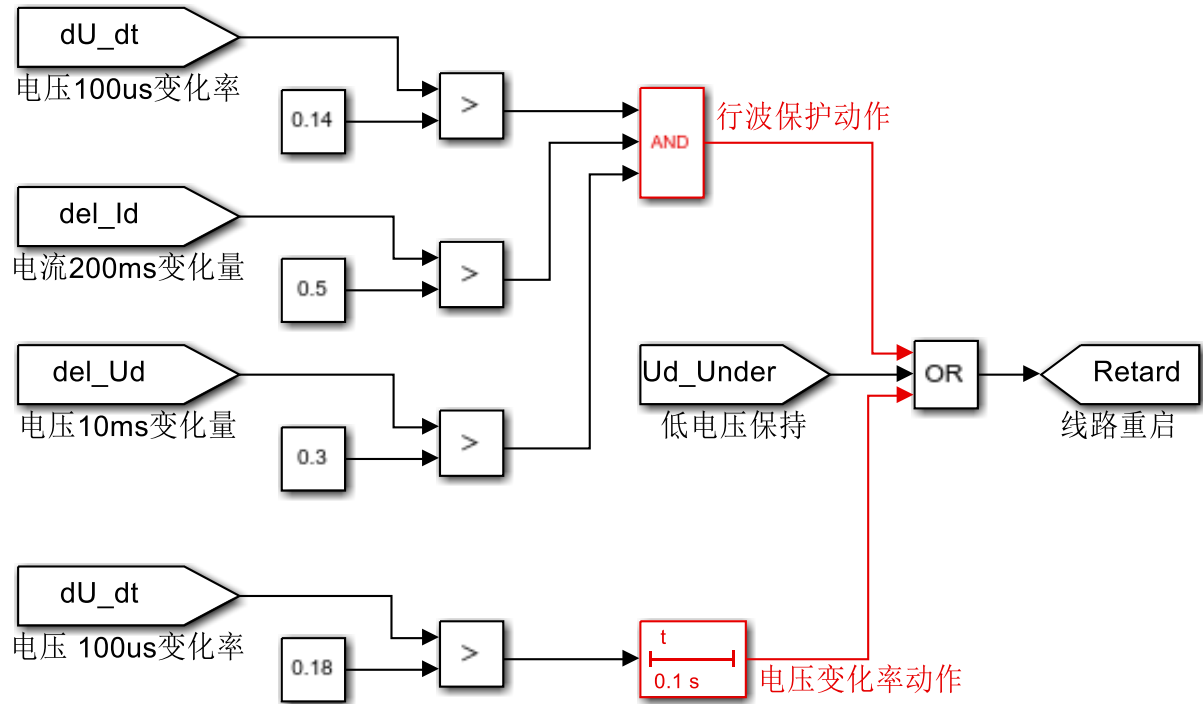 dU_dt
电压100us变化率
0.14
>
AND
行波保护动作
del_Id
电流200ms变化量
0.5
>
del_Ud
电压10ms变化量
0.3
>
Ud_Under
低电压保持
OR
Retard
线路重启
dU_dt
电压 100us变化率
0.18
>
t
0.1 s
电压变化率动作